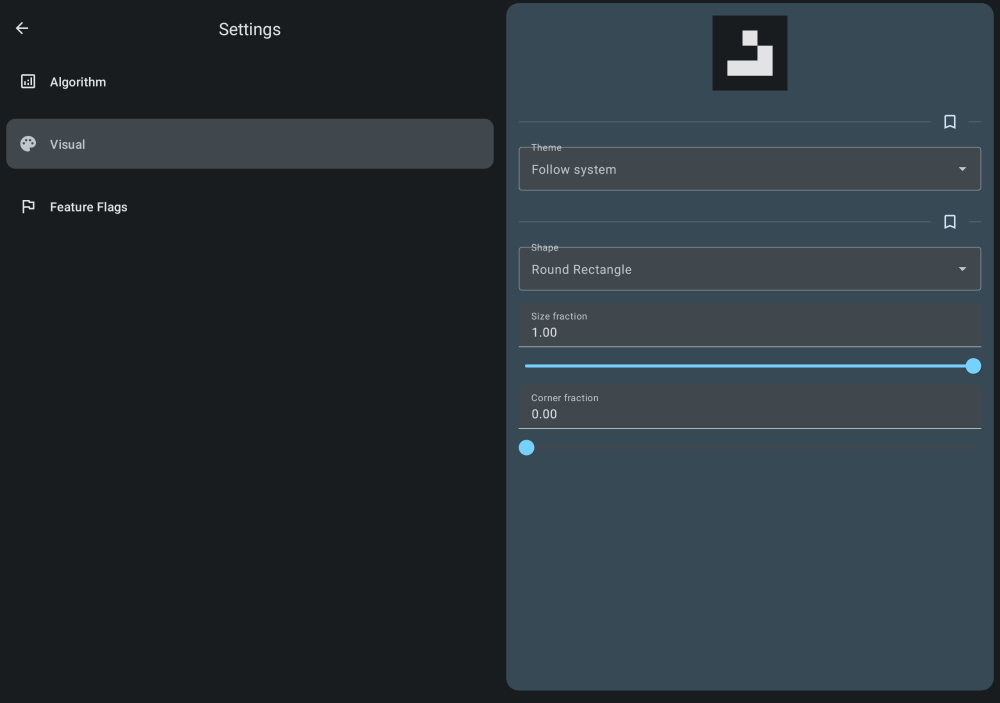 Settings
Algorithm
Visual
Feature Flags
Theme
Follow system
Shape
Round Rectangle
Size fraction
1.00
Corner fraction
0.00